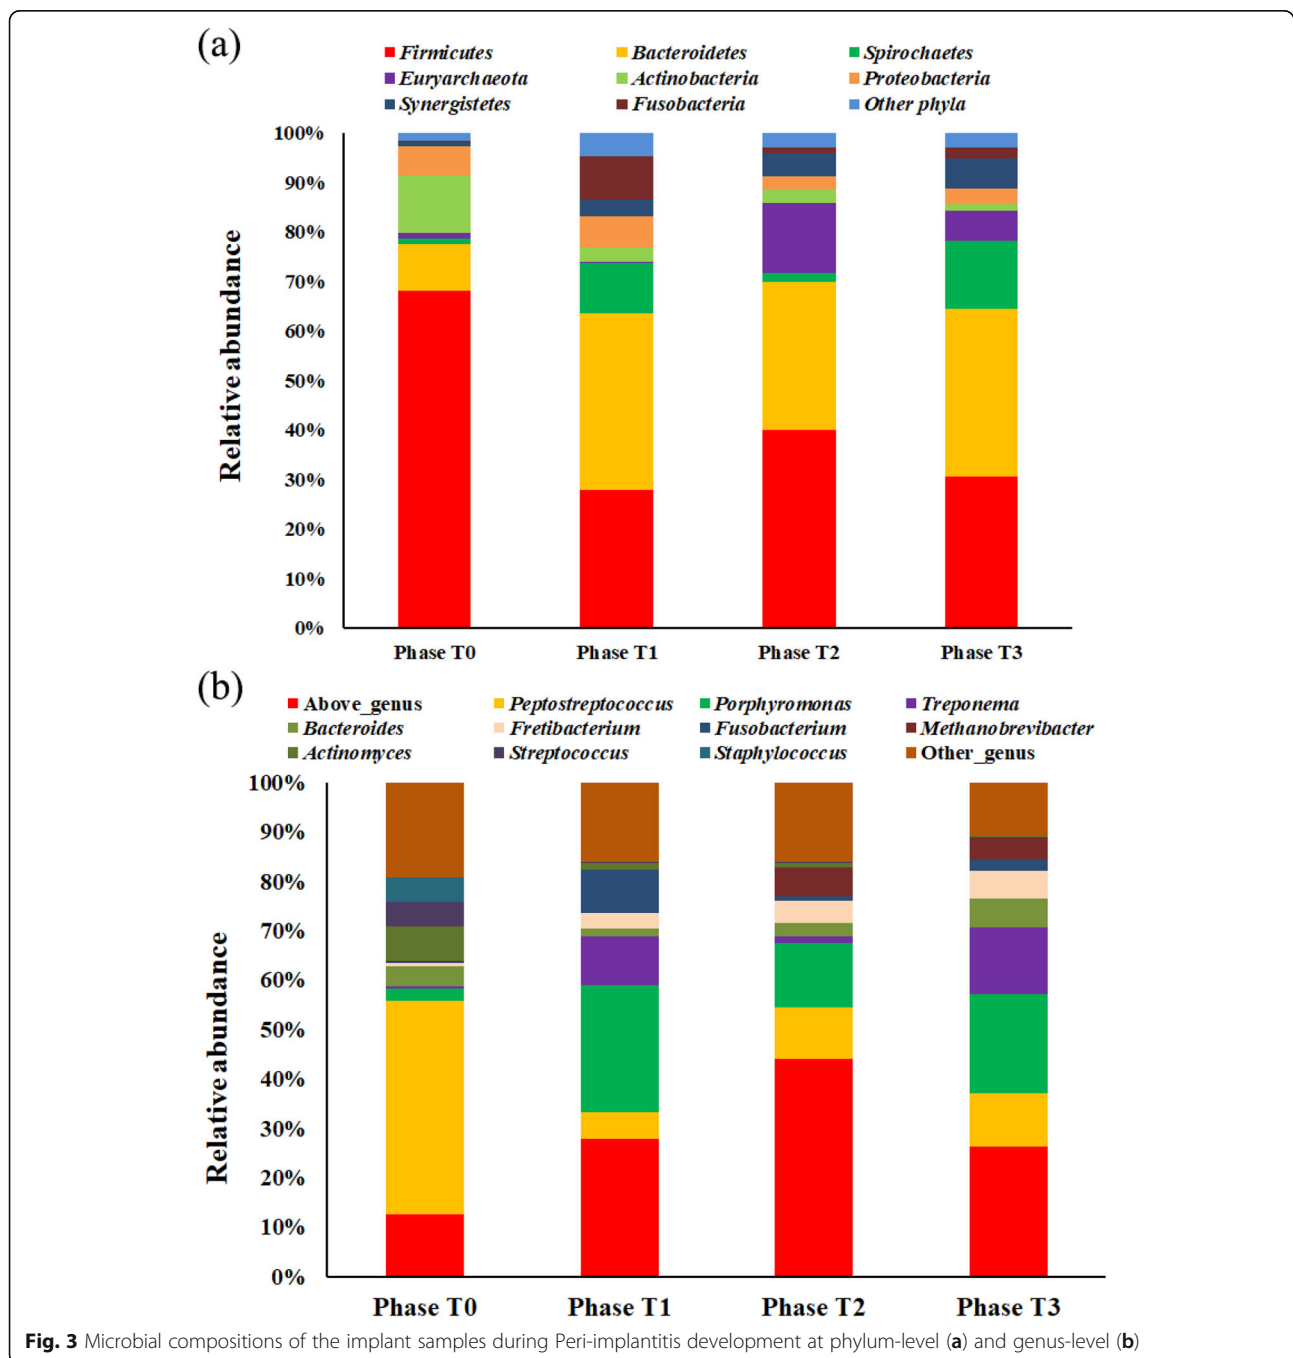 (a)
Firmicutes Bacteroidetes Spirochaetes
Euryarchaeota Actinobacteria Proteobacteria
Synergistetes Fusobacteria Other phyla
Relative abundance
100%
90%
80%
70%
60%
50%
40%
30%
20%
10%
0%
Phase T0 Phase T1 Phase T2 Phase T3
(b)
Above_genus Peptostreptococcus Porphyromonas Treponema
Bacteroides Fretibacterium Fusobacterium Methanobrevibacter
Actinomyces Streptococcus Staphylococcus Other_genus
Relative abundance
100%
90%
80%
70%
60%
50%
40%
30%
20%
10%
0%
Phase T0 Phase T1 Phase T2 Phase T3
Fig. 3 Microbial compositions of the implant samples during Peri-implantitis development at phylum-level (a) and genus-level (b)